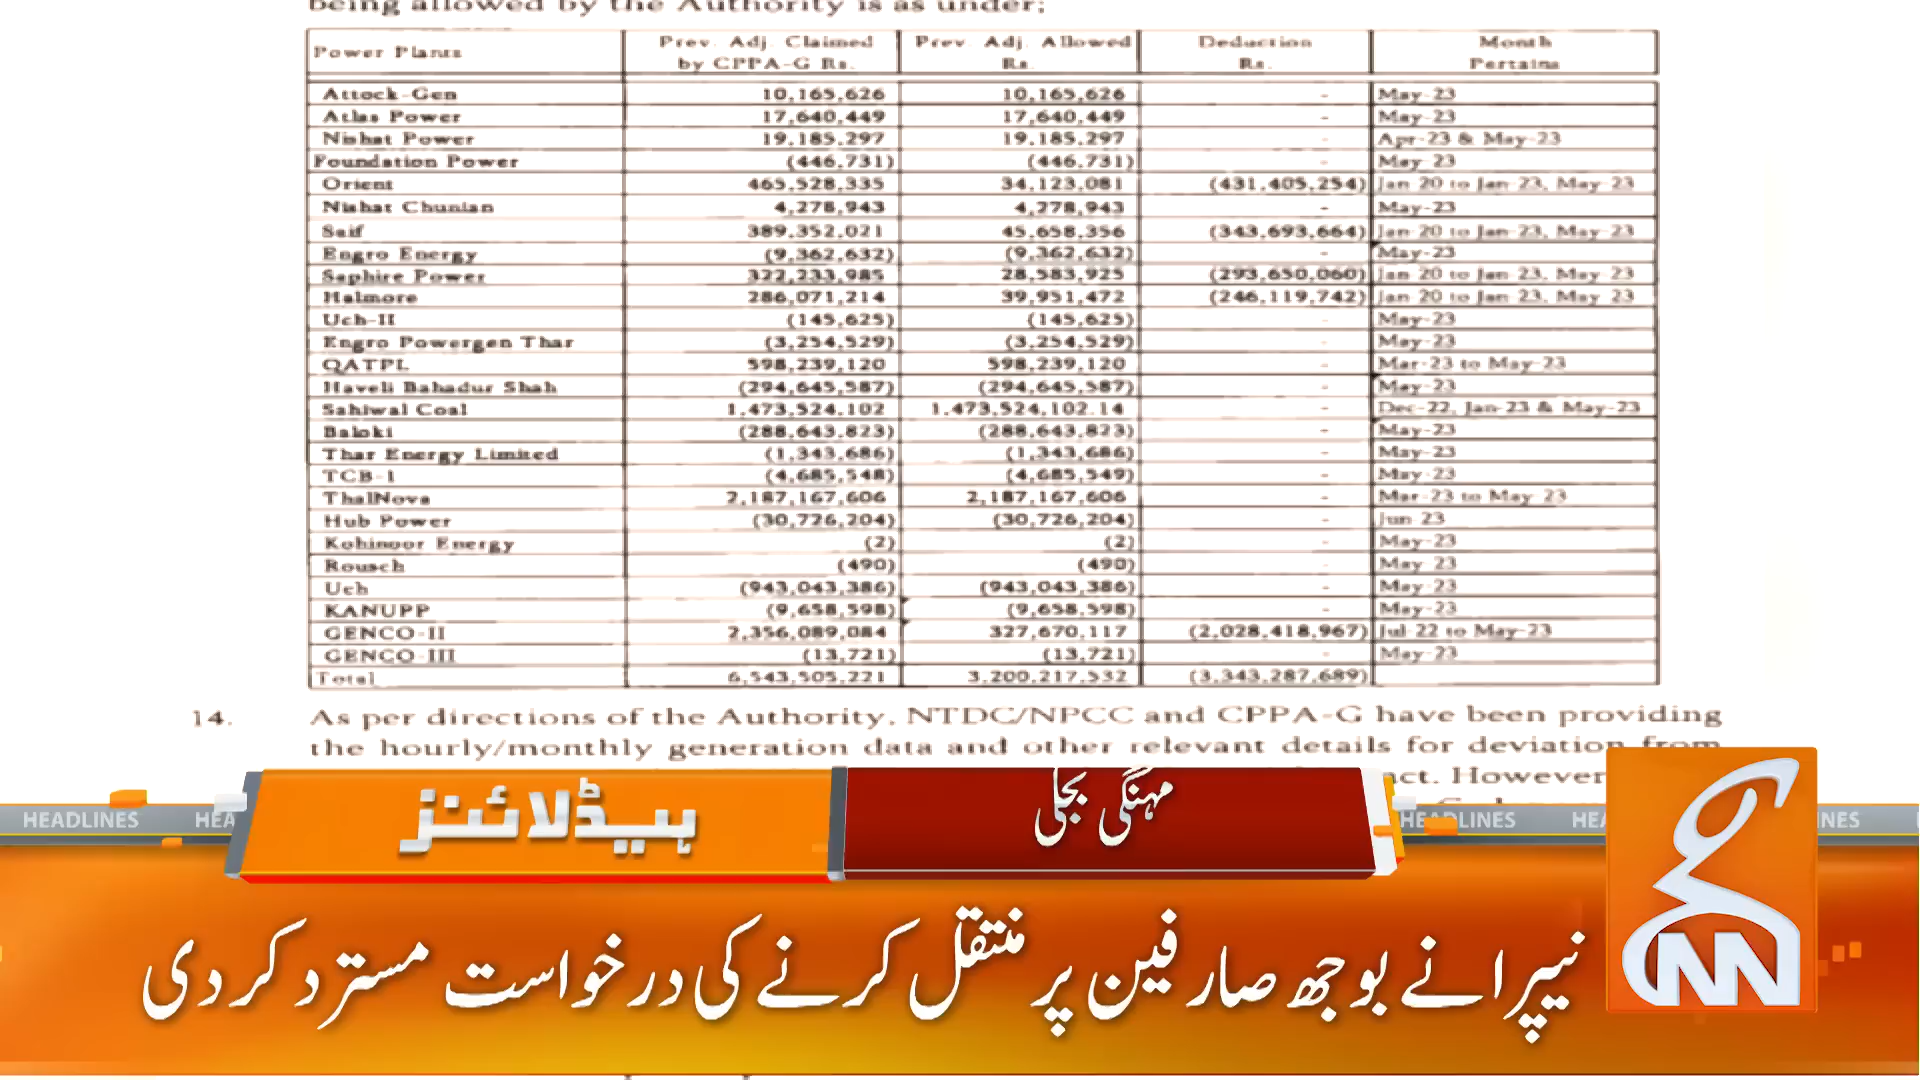 being allowed by the Authority is as under;
Power Plants Prev. Adj. Claimed by CPPA-G Rs. Prev. Adj. Allowed Rs. Deduction Rs. Month Pertains
Attock-Gen 10,165,626 10,165,626 - May-23
Atlas Power 17,640,449 17,640,449 - May-23
Nishat Power 19,185,297 19,185,297 - Apr-23 & May-23
Foundation Power (446,731) (446,731) - May-23
Orient 465,528,335 34,123,081 (431,405,254) Jan-20 to Jan-23, May-23
Nishat Chunian 4,278,943 4,278,943 - May-23
Saif 389,352,021 45,658,356 (343,693,664) Jan-20 to Jan-23, May-23
Engro Energy (9,362,632) (9,362,632) - May-23
Saphire Power 322,233,985 28,583,925 (293,650,060) Jan-20 to Jan-23, May-23
Halmore 286,071,214 39,951,472 (246,119,742) Jan-20 to Jan-23, May-23
Uch-II (145,625) (145,625) - May-23
Engro Powergen Thar (3,254,529) (3,254,529) - May-23
QATPL 598,239,120 598,239,120 - Mar-23 to May-23
Haveli Bahadur Shah (294,645,587) (294,645,587) - May-23
Sahiwal Coal 1,473,524,102 1,473,524,102.14 - Dec-22, Jan-23 & May-23
Baloki (288,643,823) (288,643,823) - May-23
Thar Energy Limited (1,343,686) (1,343,686) - May-23
TCB-1 (4,685,548) (4,685,549) - May-23
ThalNova 2,187,167,606 2,187,167,606 - Mar-23 to May-23
Hub Power (30,726,204) (30,726,204) - Jun-23
Kohinoor Energy (2) (2) - May-23
Rousch (490) (490) - May-23
Uch (943,043,386) (943,043,386) - May-23
KANUPP (9,658,598) (9,658,598) - May-23
GENCO-II 2,356,089,084 327,670,117 (2,028,418,967) Jul-22 to May-23
GENCO-III (13,721) (13,721) - May-23
Total 6,543,505,221 3,200,217,532 (3,343,287,689)
14. As per directions of the Authority, NTDC/NPCC and CPPA-G have been providing
the hourly/monthly generation data and other relevant details for deviation from
However
HEADLINES HEA HEADLINES HEA INES
ہیڈلائنز
مہنگی بجلی
نیپرا نے بوجھ صارفین پر منتقل کرنے کی درخواست مسترد کردی
GNN